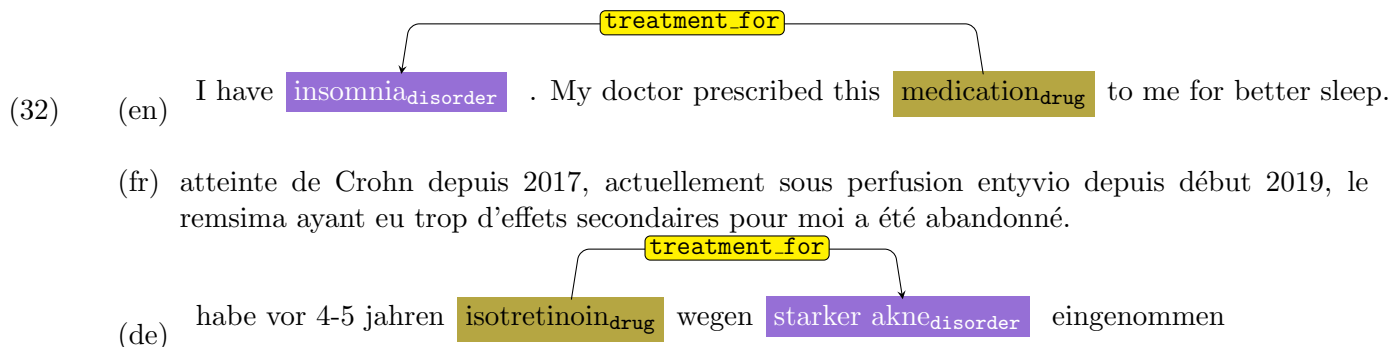 treatment_for
(32) (en) I have insomnia disorder . My doctor prescribed this medication drug to me for better sleep.
(fr) atteinte de Crohn depuis 2017, actuellement sous perfusion entyvio depuis début 2019, le
remsima ayant eu trop d'effets secondaires pour moi a été abandonné.
treatment_for
(de) habe vor 4-5 jahren isotretinoin drug wegen starker akne disorder eingenommen